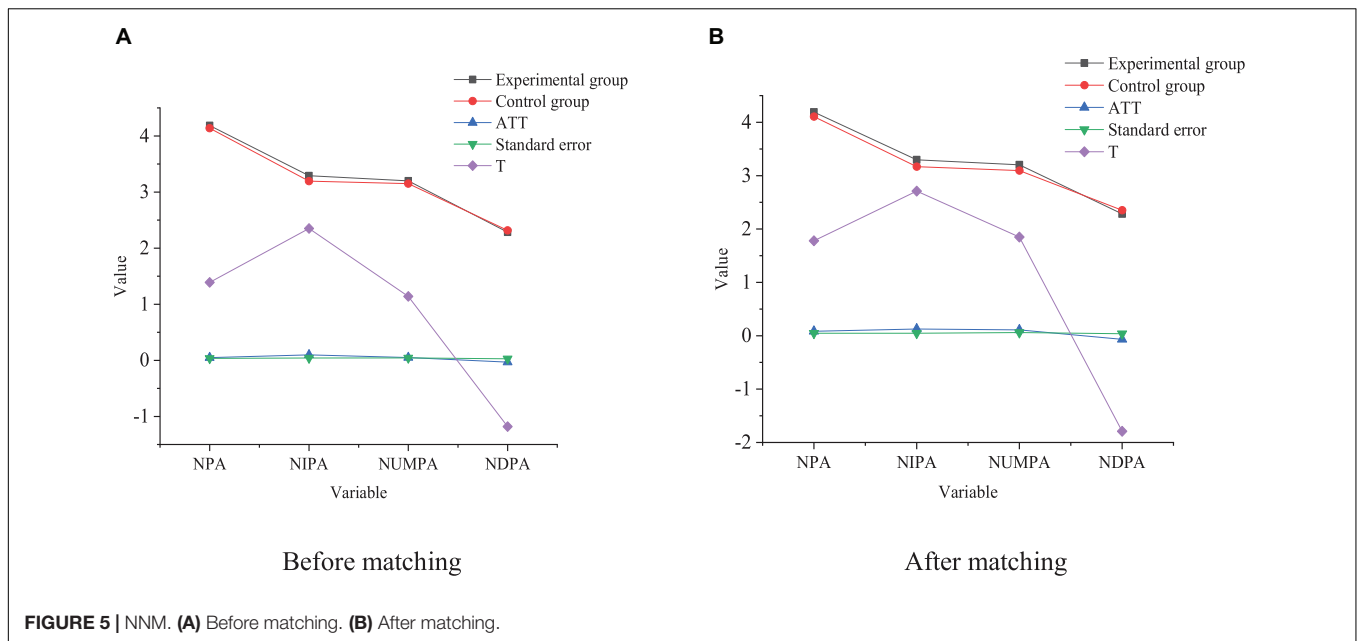 A
Experimental group
Control group
ATT
Standard error
T
4
3
2
1
0
-1
Value
NPA NIPA NUMPA NDPA
Variable
Before matching
B
Experimental group
Control group
ATT
Standard error
T
4
3
2
1
0
-1
-2
Value
NPA NIPA NUMPA NDPA
Variable
After matching
FIGURE 5 | NNM. (A) Before matching. (B) After matching.